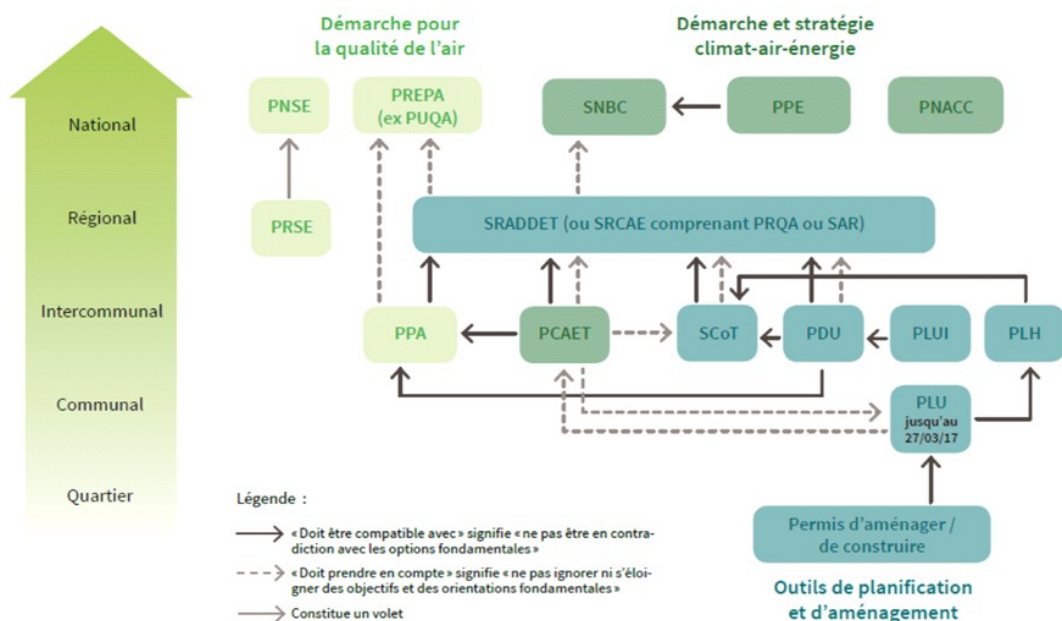 Démarche pour
la qualité de l’air
Démarche et stratégie
climat-air-énergie
National
PNSE
PREPA
(ex PUQA)
SNBC
PPE
PNACC
Régional
PRSE
SRADDET (ou SRCAE comprenant PRQA ou SAR)
Intercommunal
PPA
PCAET
SCoT
PDU
PLUI
PLH
Communal
PLU
jusqu’au
27/03/17
Quartier
Permis d’aménager /
de construire
Outils de planification
et d’aménagement
Légende :
« Doit être compatible avec » signifie « ne pas être en contra-
diction avec les options fondamentales »
« Doit prendre en compte » signifie « ne pas ignorer ni s’éloi-
gner des objectifs et des orientations fondamentales »
Constitue un volet